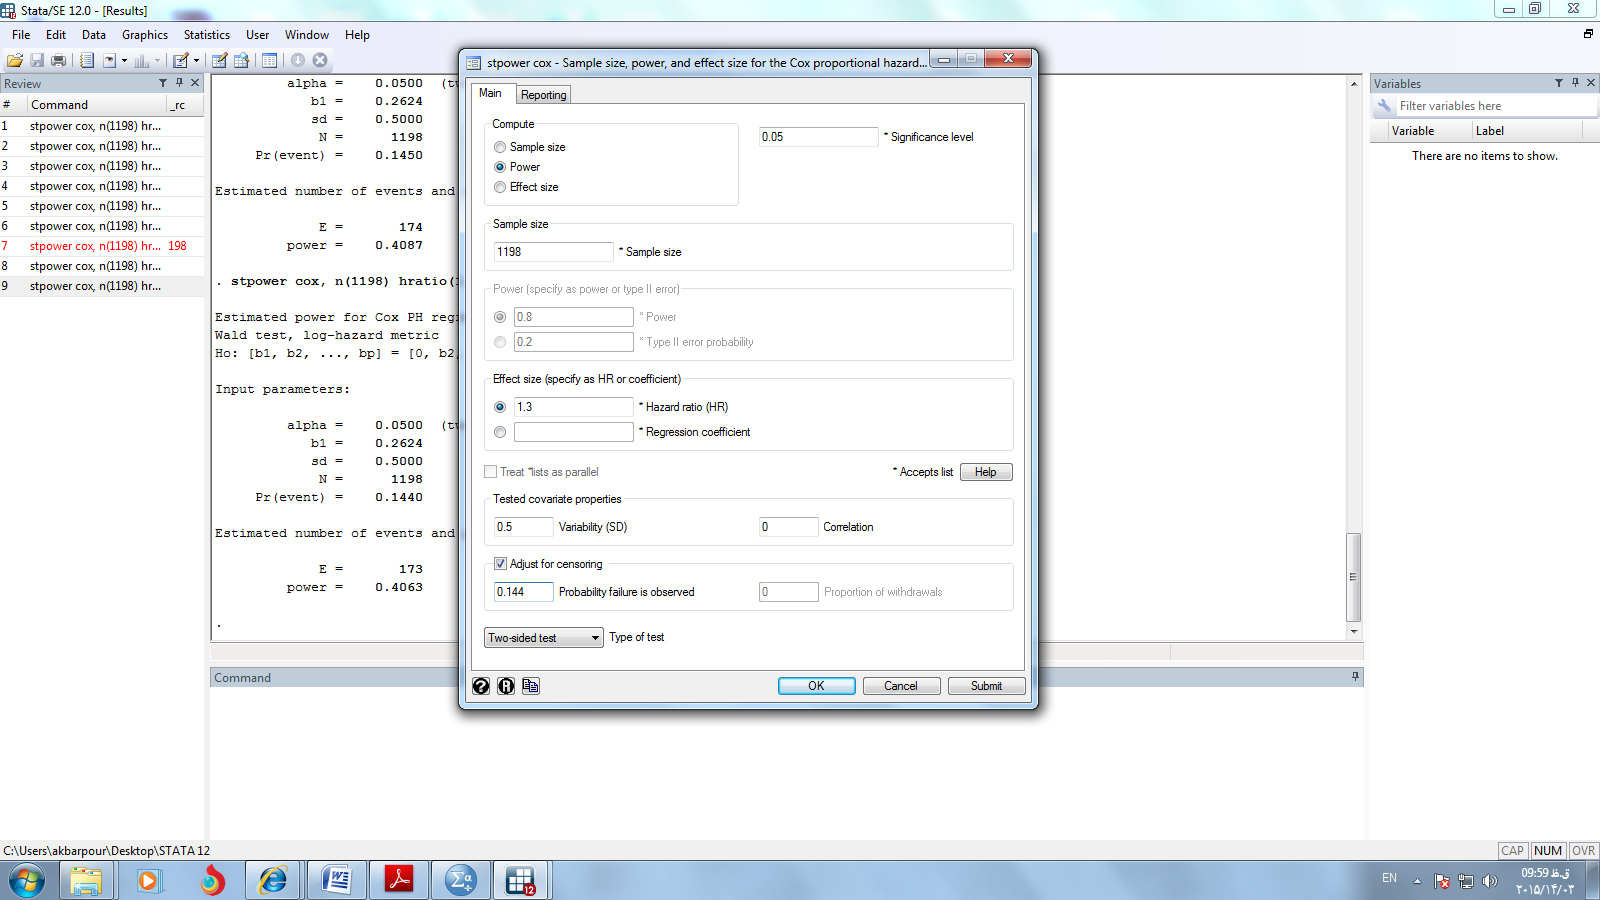 Stata/SE 12.0 - [Results]
File Edit Data Graphics Statistics User Window Help
Review
# Command _rc
1 stpower cox, n(1198) hr...
2 stpower cox, n(1198) hr...
3 stpower cox, n(1198) hr...
4 stpower cox, n(1198) hr...
5 stpower cox, n(1198) hr...
6 stpower cox, n(1198) hr...
7 stpower cox, n(1198) hr... 198
8 stpower cox, n(1198) hr...
9 stpower cox, n(1198) hr...
alpha = 0.0500 (tw
b1 = 0.2624
sd = 0.5000
N = 1198
Pr(event) = 0.1450
Estimated number of events and
E = 174
power = 0.4087
. stpower cox, n(1198) hratio(1
Estimated power for Cox PH reg
Wald test, log-hazard metric
Ho: [b1, b2, ..., bp] = [0, b2,
Input parameters:
alpha = 0.0500 (tw
b1 = 0.2624
sd = 0.5000
N = 1198
Pr(event) = 0.1440
Estimated number of events and
E = 173
power = 0.4063
.
Command
stpower cox - Sample size, power, and effect size for the Cox proportional hazard...
Main Reporting
Compute
Sample size
Power
Effect size
0.05 * Significance level
Sample size
1198 * Sample size
Power (specify as power or type II error)
0.8 * Power
0.2 * Type II error probability
Effect size (specify as HR or coefficient)
1.3 * Hazard ratio (HR)
* Regression coefficient
Treat *lists as parallel * Accepts list Help
Tested covariate properties
0.5 Variability (SD) 0 Correlation
Adjust for censoring
0.144 Probability failure is observed 0 Proportion of withdrawals
Two-sided test Type of test
OK Cancel Submit
Variables
Filter variables here
Variable Label
There are no items to show.
C:\Users\akbarpour\Desktop\STATA 12
CAP NUM OVR
12
EN
09:59 ق.ظ
۲۰۱۵/۱۴/۰۳